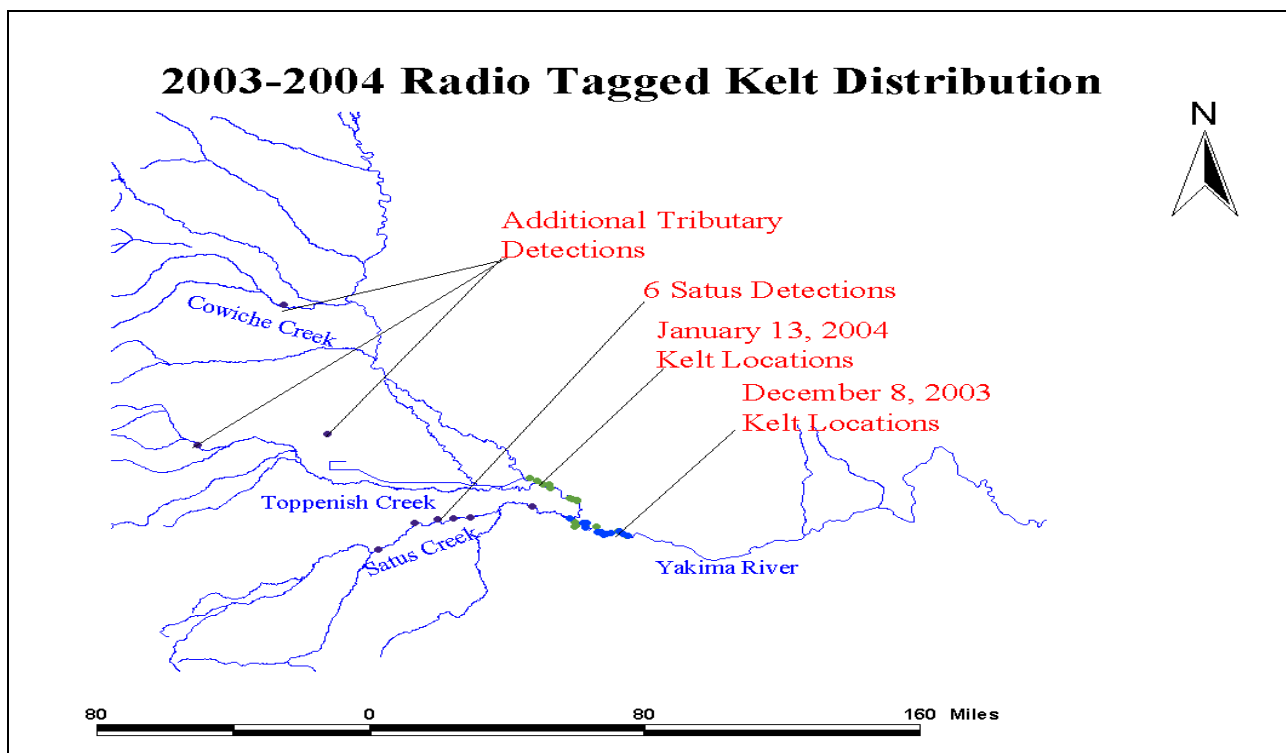 2003-2004 Radio Tagged Kelt Distribution
N
Additional Tributary
Detections
6 Satus Detections
Cowiche Creek
January 13, 2004
Kelt Locations
December 8, 2003
Kelt Locations
Toppenish Creek
Satus Creek
Yakima River
80 0 80 160 Miles